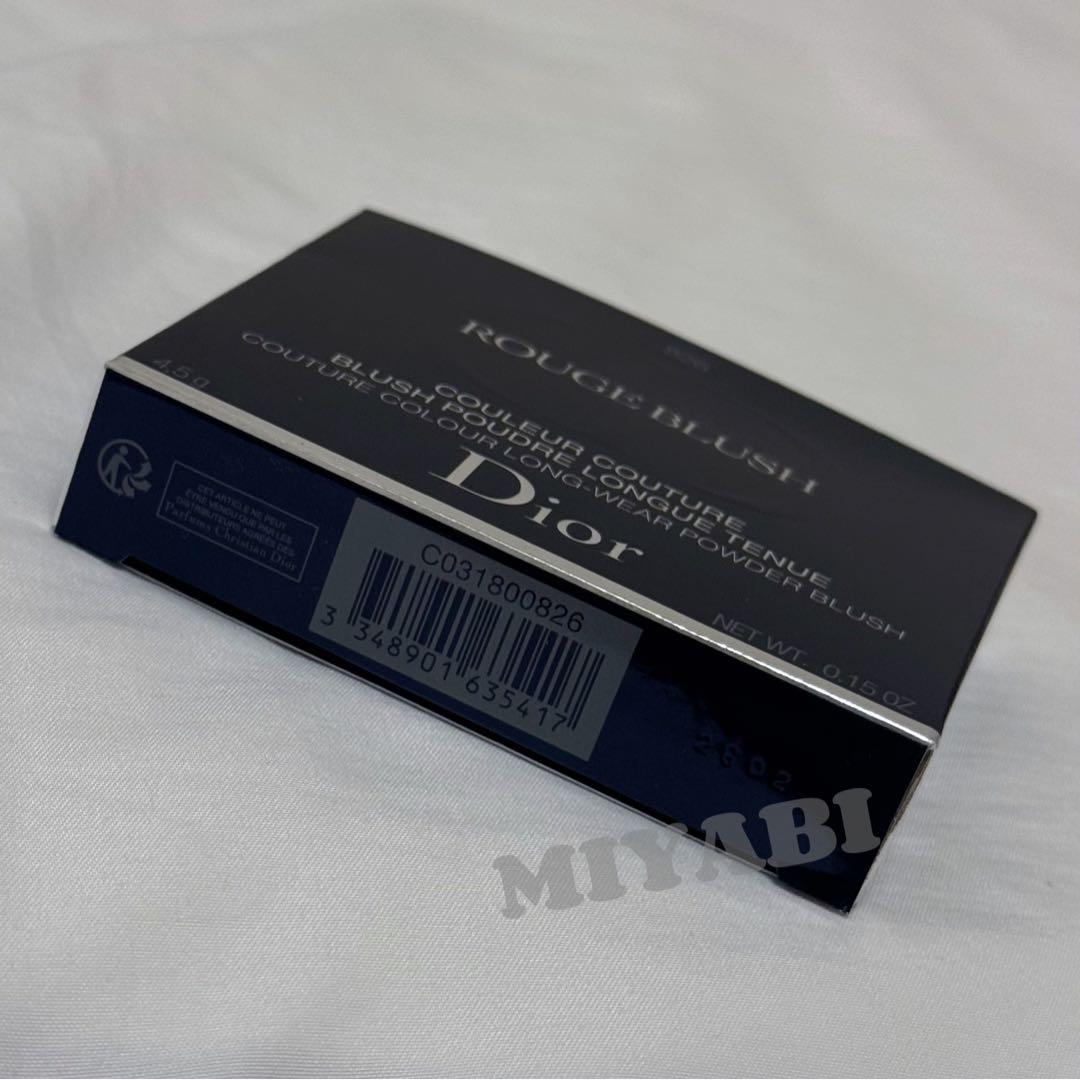 ROUGE BLUSH
COULEUR COUTURE
BLUSH POUDRE LONGUE TENUE
COUTURE COLOUR LONG-WEAR POWDER BLUSH
Dior
4.5 g
NET WT. 0.15 OZ
CET ARTICLE NE PEUT
ÊTRE VENDU QUE PAR LES
DISTRIBUTEURS AGRÉÉS DES
Parfums Christian Dior
C031800826
3 348901 635417
2602
MIYABI